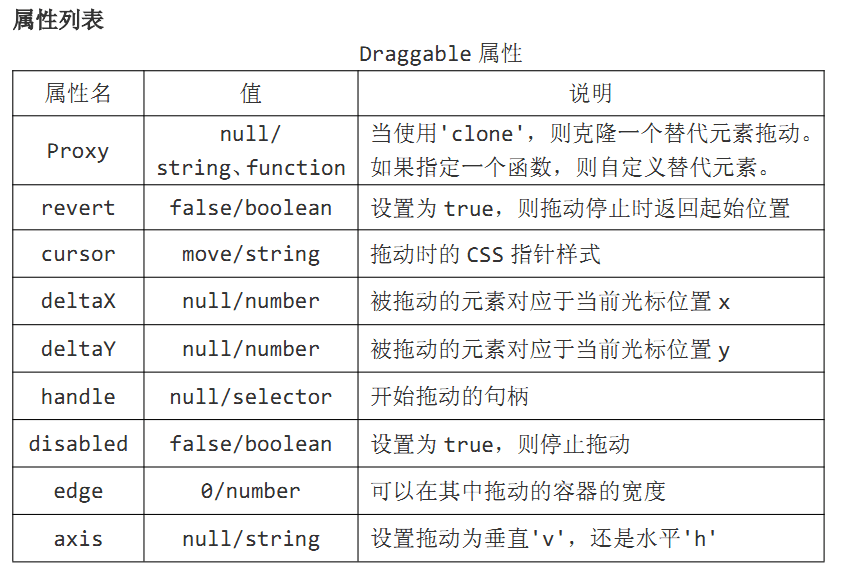 属性列表
Draggable 属性
属性名 值 说明
Proxy null/ string、function 当使用'clone'，则克隆一个替代元素拖动。
如果指定一个函数，则自定义替代元素。
revert false/boolean 设置为 true，则拖动停止时返回起始位置
cursor move/string 拖动时的 CSS 指针样式
deltaX null/number 被拖动的元素对应于当前光标位置 x
deltaY null/number 被拖动的元素对应于当前光标位置 y
handle null/selector 开始拖动的句柄
disabled false/boolean 设置为 true，则停止拖动
edge 0/number 可以在其中拖动的容器的宽度
axis null/string 设置拖动为垂直'v'，还是水平'h'